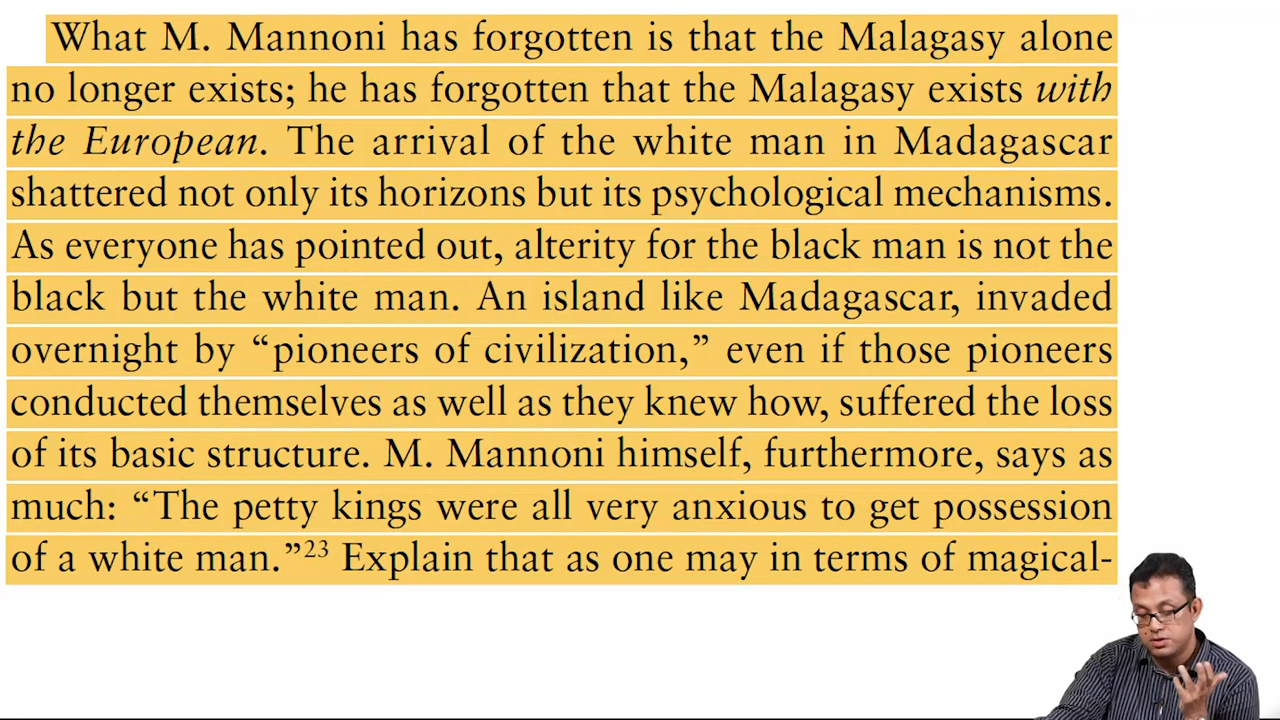 What M. Mannoni has forgotten is that the Malagasy alone
no longer exists; he has forgotten that the Malagasy exists with
the European. The arrival of the white man in Madagascar
shattered not only its horizons but its psychological mechanisms.
As everyone has pointed out, alterity for the black man is not the
black but the white man. An island like Madagascar, invaded
overnight by “pioneers of civilization,” even if those pioneers
conducted themselves as well as they knew how, suffered the loss
of its basic structure. M. Mannoni himself, furthermore, says as
much: “The petty kings were all very anxious to get possession
of a white man.”23 Explain that as one may in terms of magical-